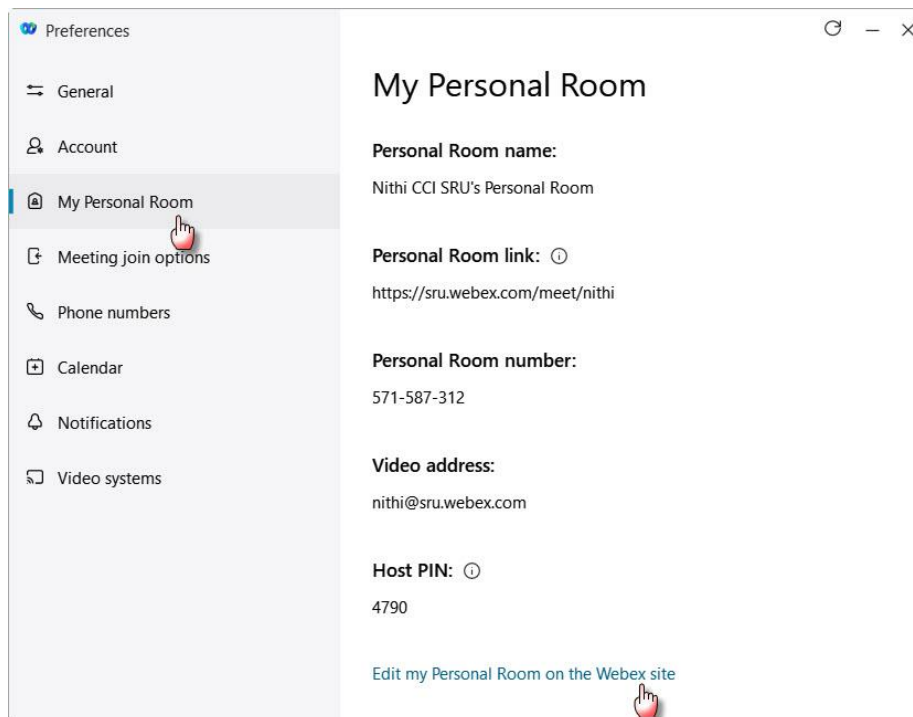 Preferences
General
Account
My Personal Room
Meeting join options
Phone numbers
Calendar
Notifications
Video systems
My Personal Room
Personal Room name:
Nithi CCI SRU's Personal Room
Personal Room link:
https://sru.webex.com/meet/nithi
Personal Room number:
571-587-312
Video address:
nithi@sru.webex.com
Host PIN:
4790
Edit my Personal Room on the Webex site